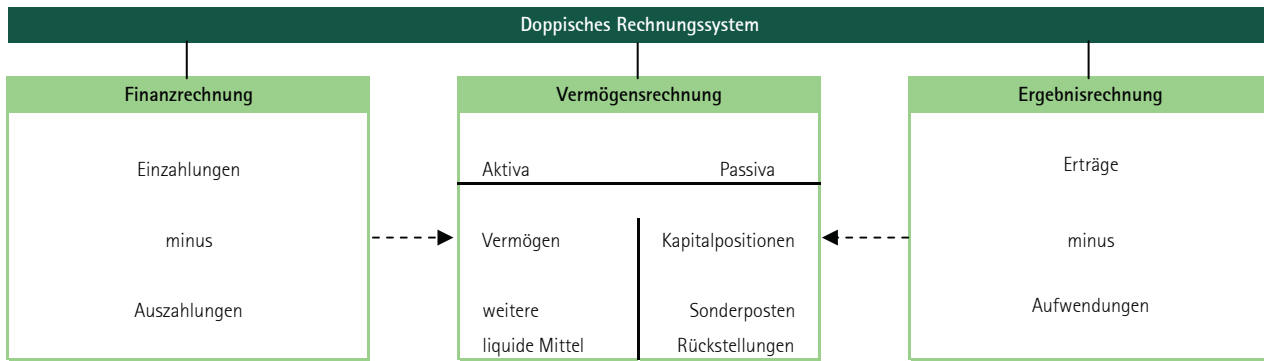 Doppisches Rechnungssystem
Finanzrechnung
Einzahlungen
minus
Auszahlungen
Vermögensrechnung
Aktiva Passiva
Vermögen Kapitalpositionen
weitere Sonderposten
liquide Mittel Rückstellungen
Ergebnisrechnung
Erträge
minus
Aufwendungen